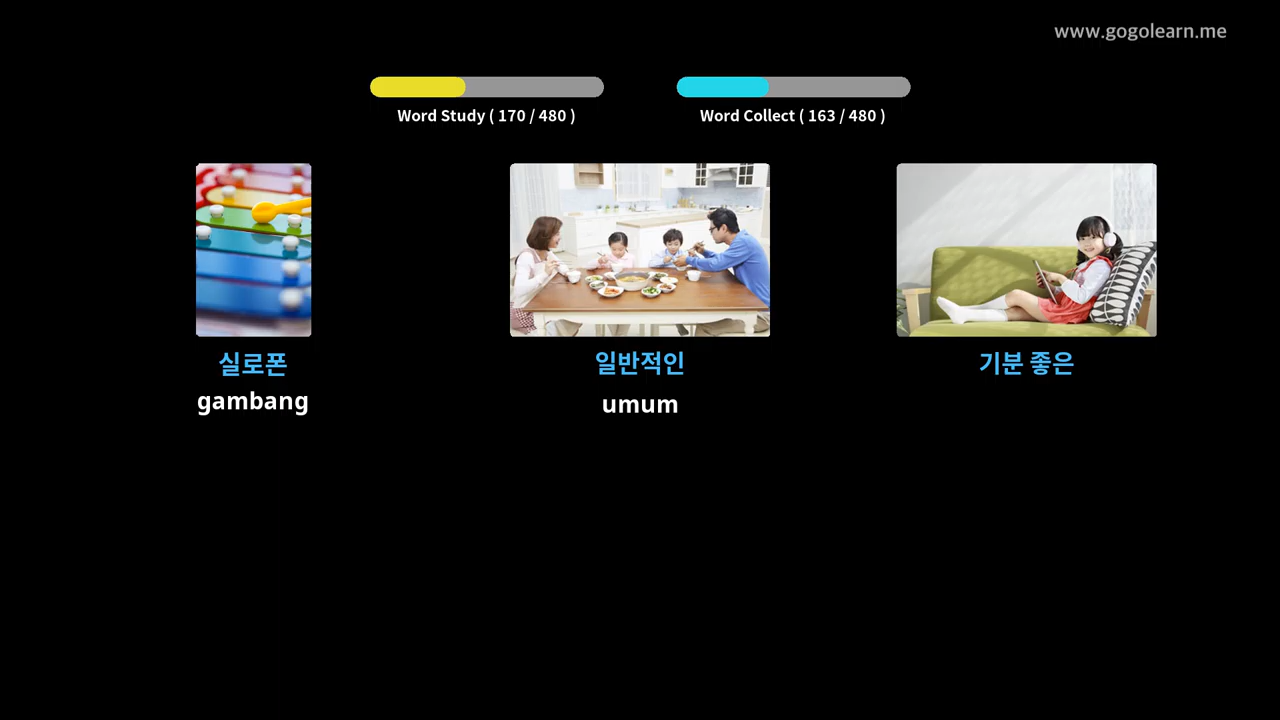 www.gogolearn.me
Word Study ( 170 / 480 )
Word Collect ( 163 / 480 )
실로폰
gambang
일반적인
umum
기분 좋은